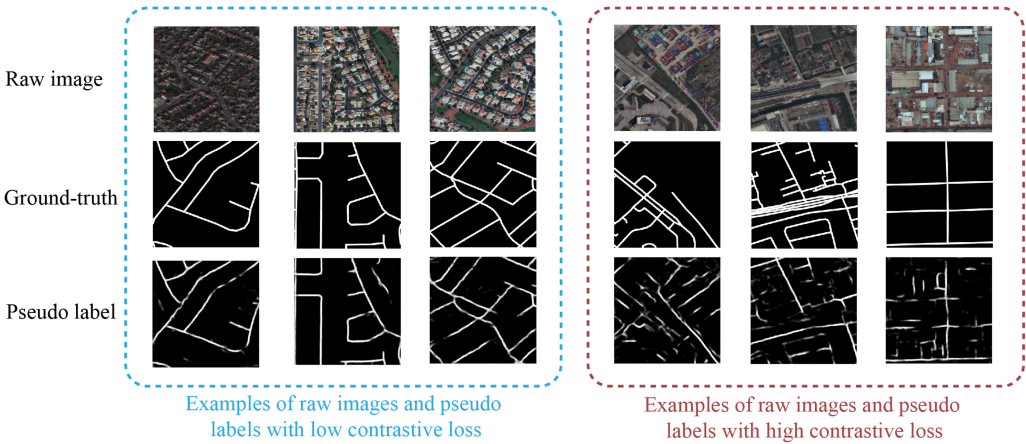 Raw image
Ground-truth
Pseudo label
Examples of raw images and pseudo
labels with low contrastive loss
Examples of raw images and pseudo
labels with high contrastive loss